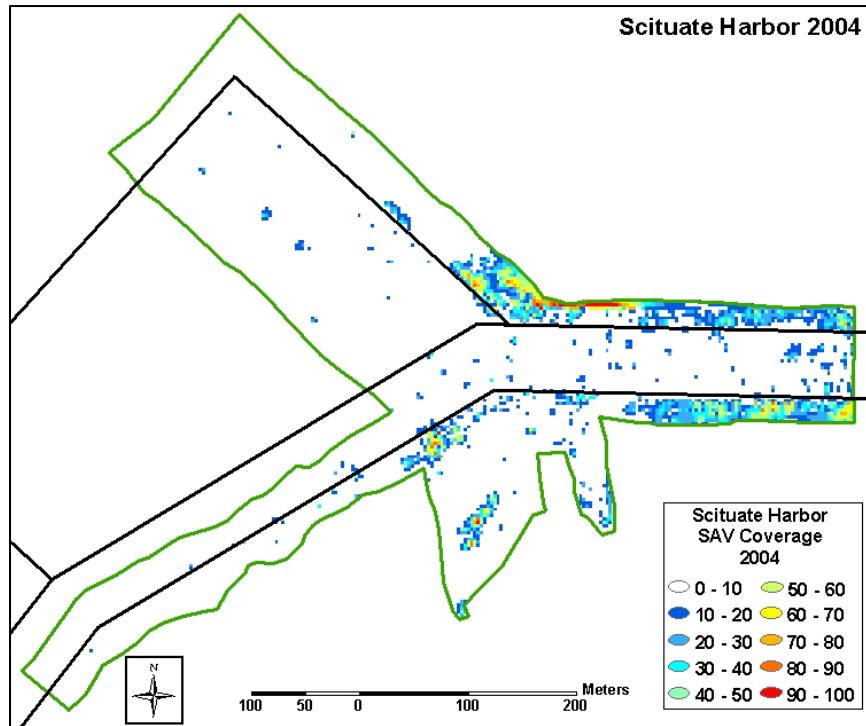 Scituate Harbor 2004
Scituate Harbor
SAV Coverage
2004
0 - 10 50 - 60
10 - 20 60 - 70
20 - 30 70 - 80
30 - 40 80 - 90
40 - 50 90 - 100
N
Meters
100 50 0 100 200